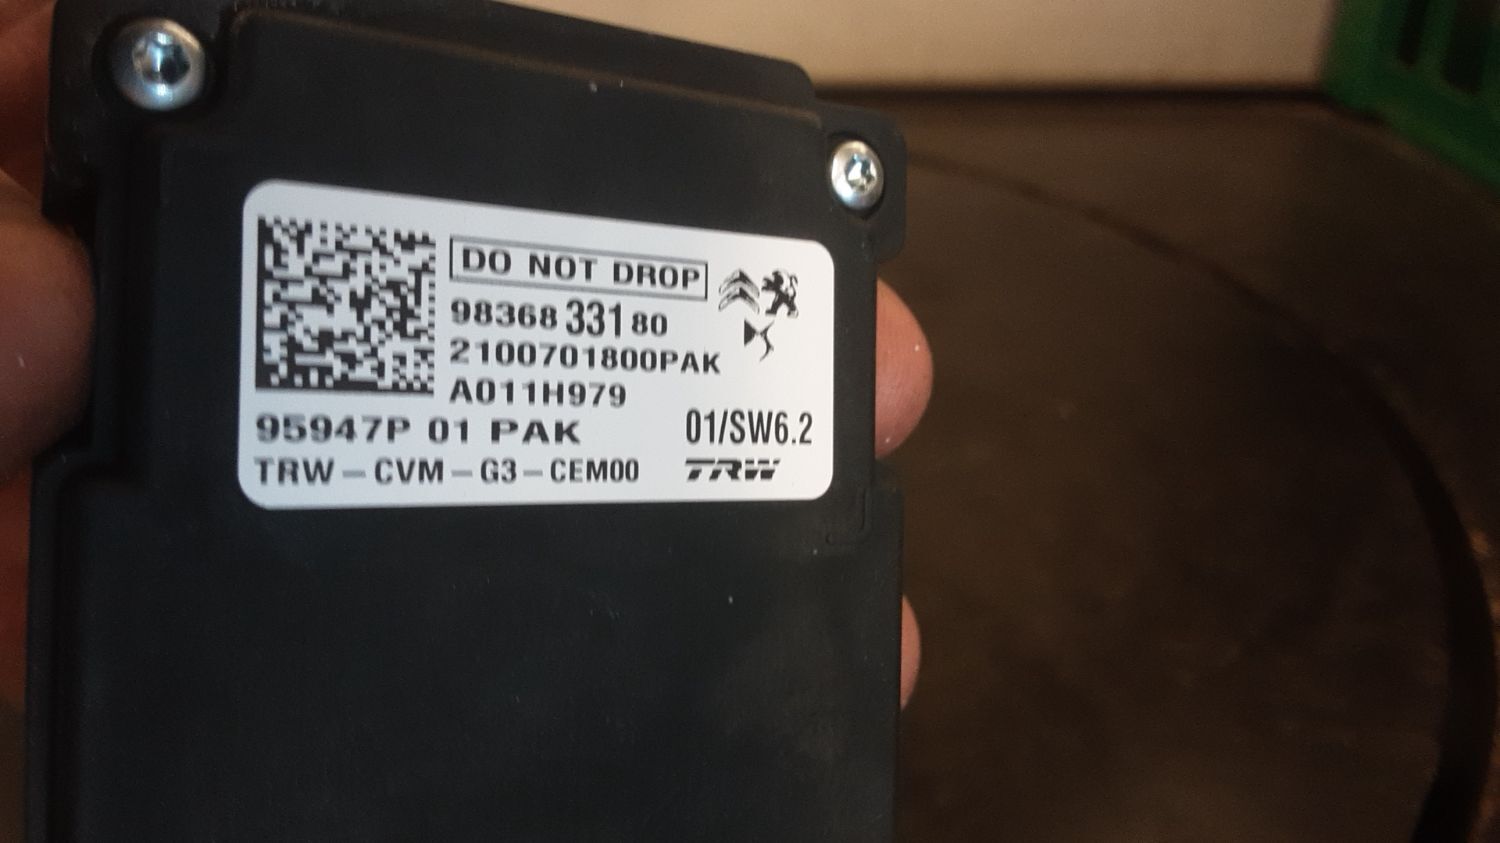 DO NOT DROP
98368 331 80
2100701800PAK
A011H979
95947P 01 PAK
01/SW6.2
TRW-CVM-G3-CEM00
TRW